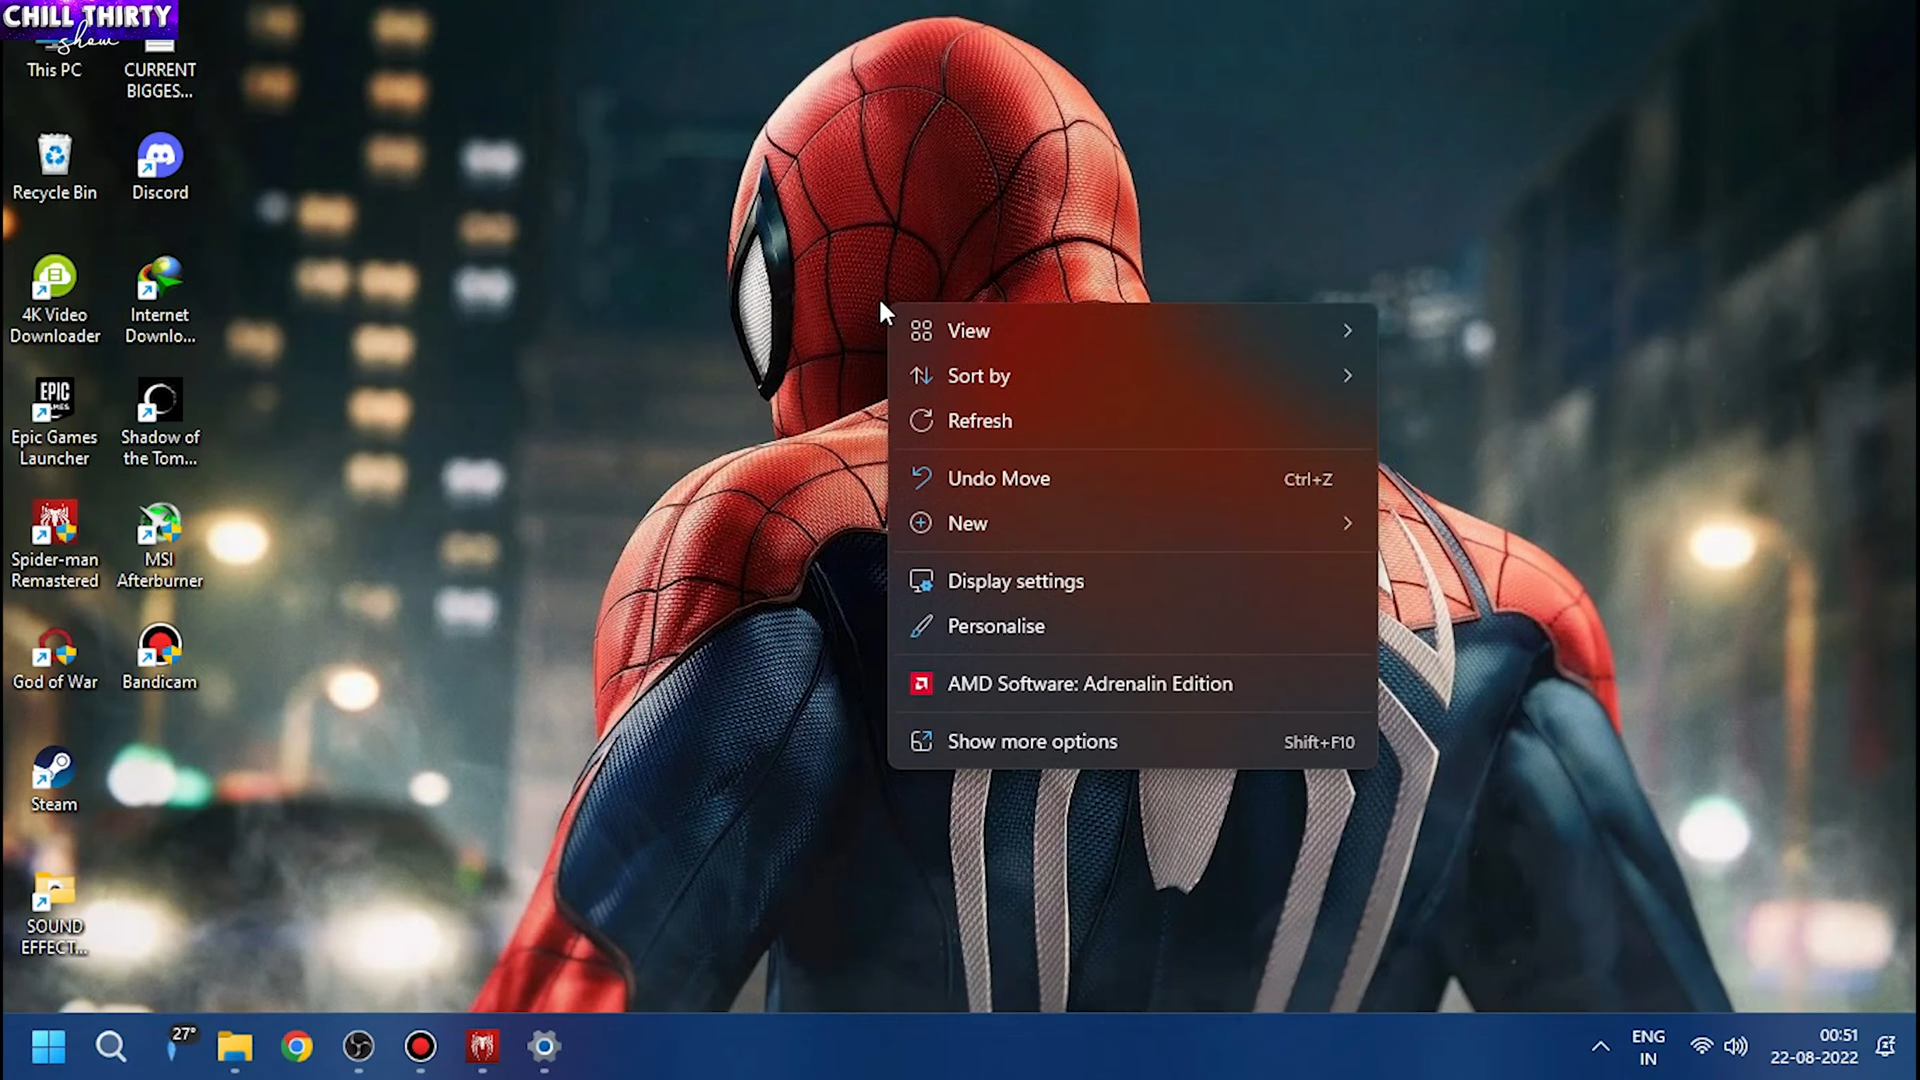 CHILL THIRTY
show
This PC
CURRENT
BIGGES...
Recycle Bin
Discord
4K Video
Downloader
Internet
Downlo...
EPIC
GAMES
Epic Games
Launcher
Shadow of
the Tom...
Spider-man
Remastered
MSI
Afterburner
God of War
Bandicam
Steam
SOUND
EFFECT...
View
Sort by
Refresh
Undo Move Ctrl+Z
New
Display settings
Personalise
AMD Software: Adrenalin Edition
Show more options Shift+F10
27°
ENG
IN
00:51
22-08-2022